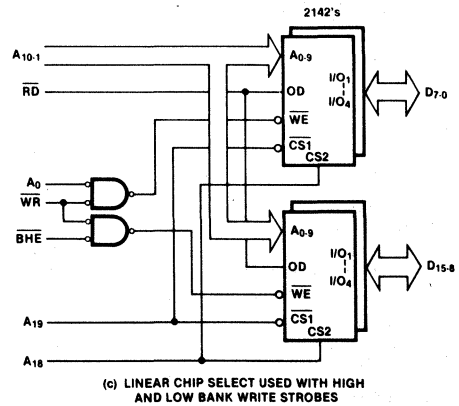 2142's
A10-1
A0-9
I/O1
I/O4
D7-0
RD
OD
WE
CS1
CS2
A0
WR
BHE
A0-9
I/O1
I/O4
D15-8
OD
WE
CS1
CS2
A19
A18
(c) LINEAR CHIP SELECT USED WITH HIGH
AND LOW BANK WRITE STROBES